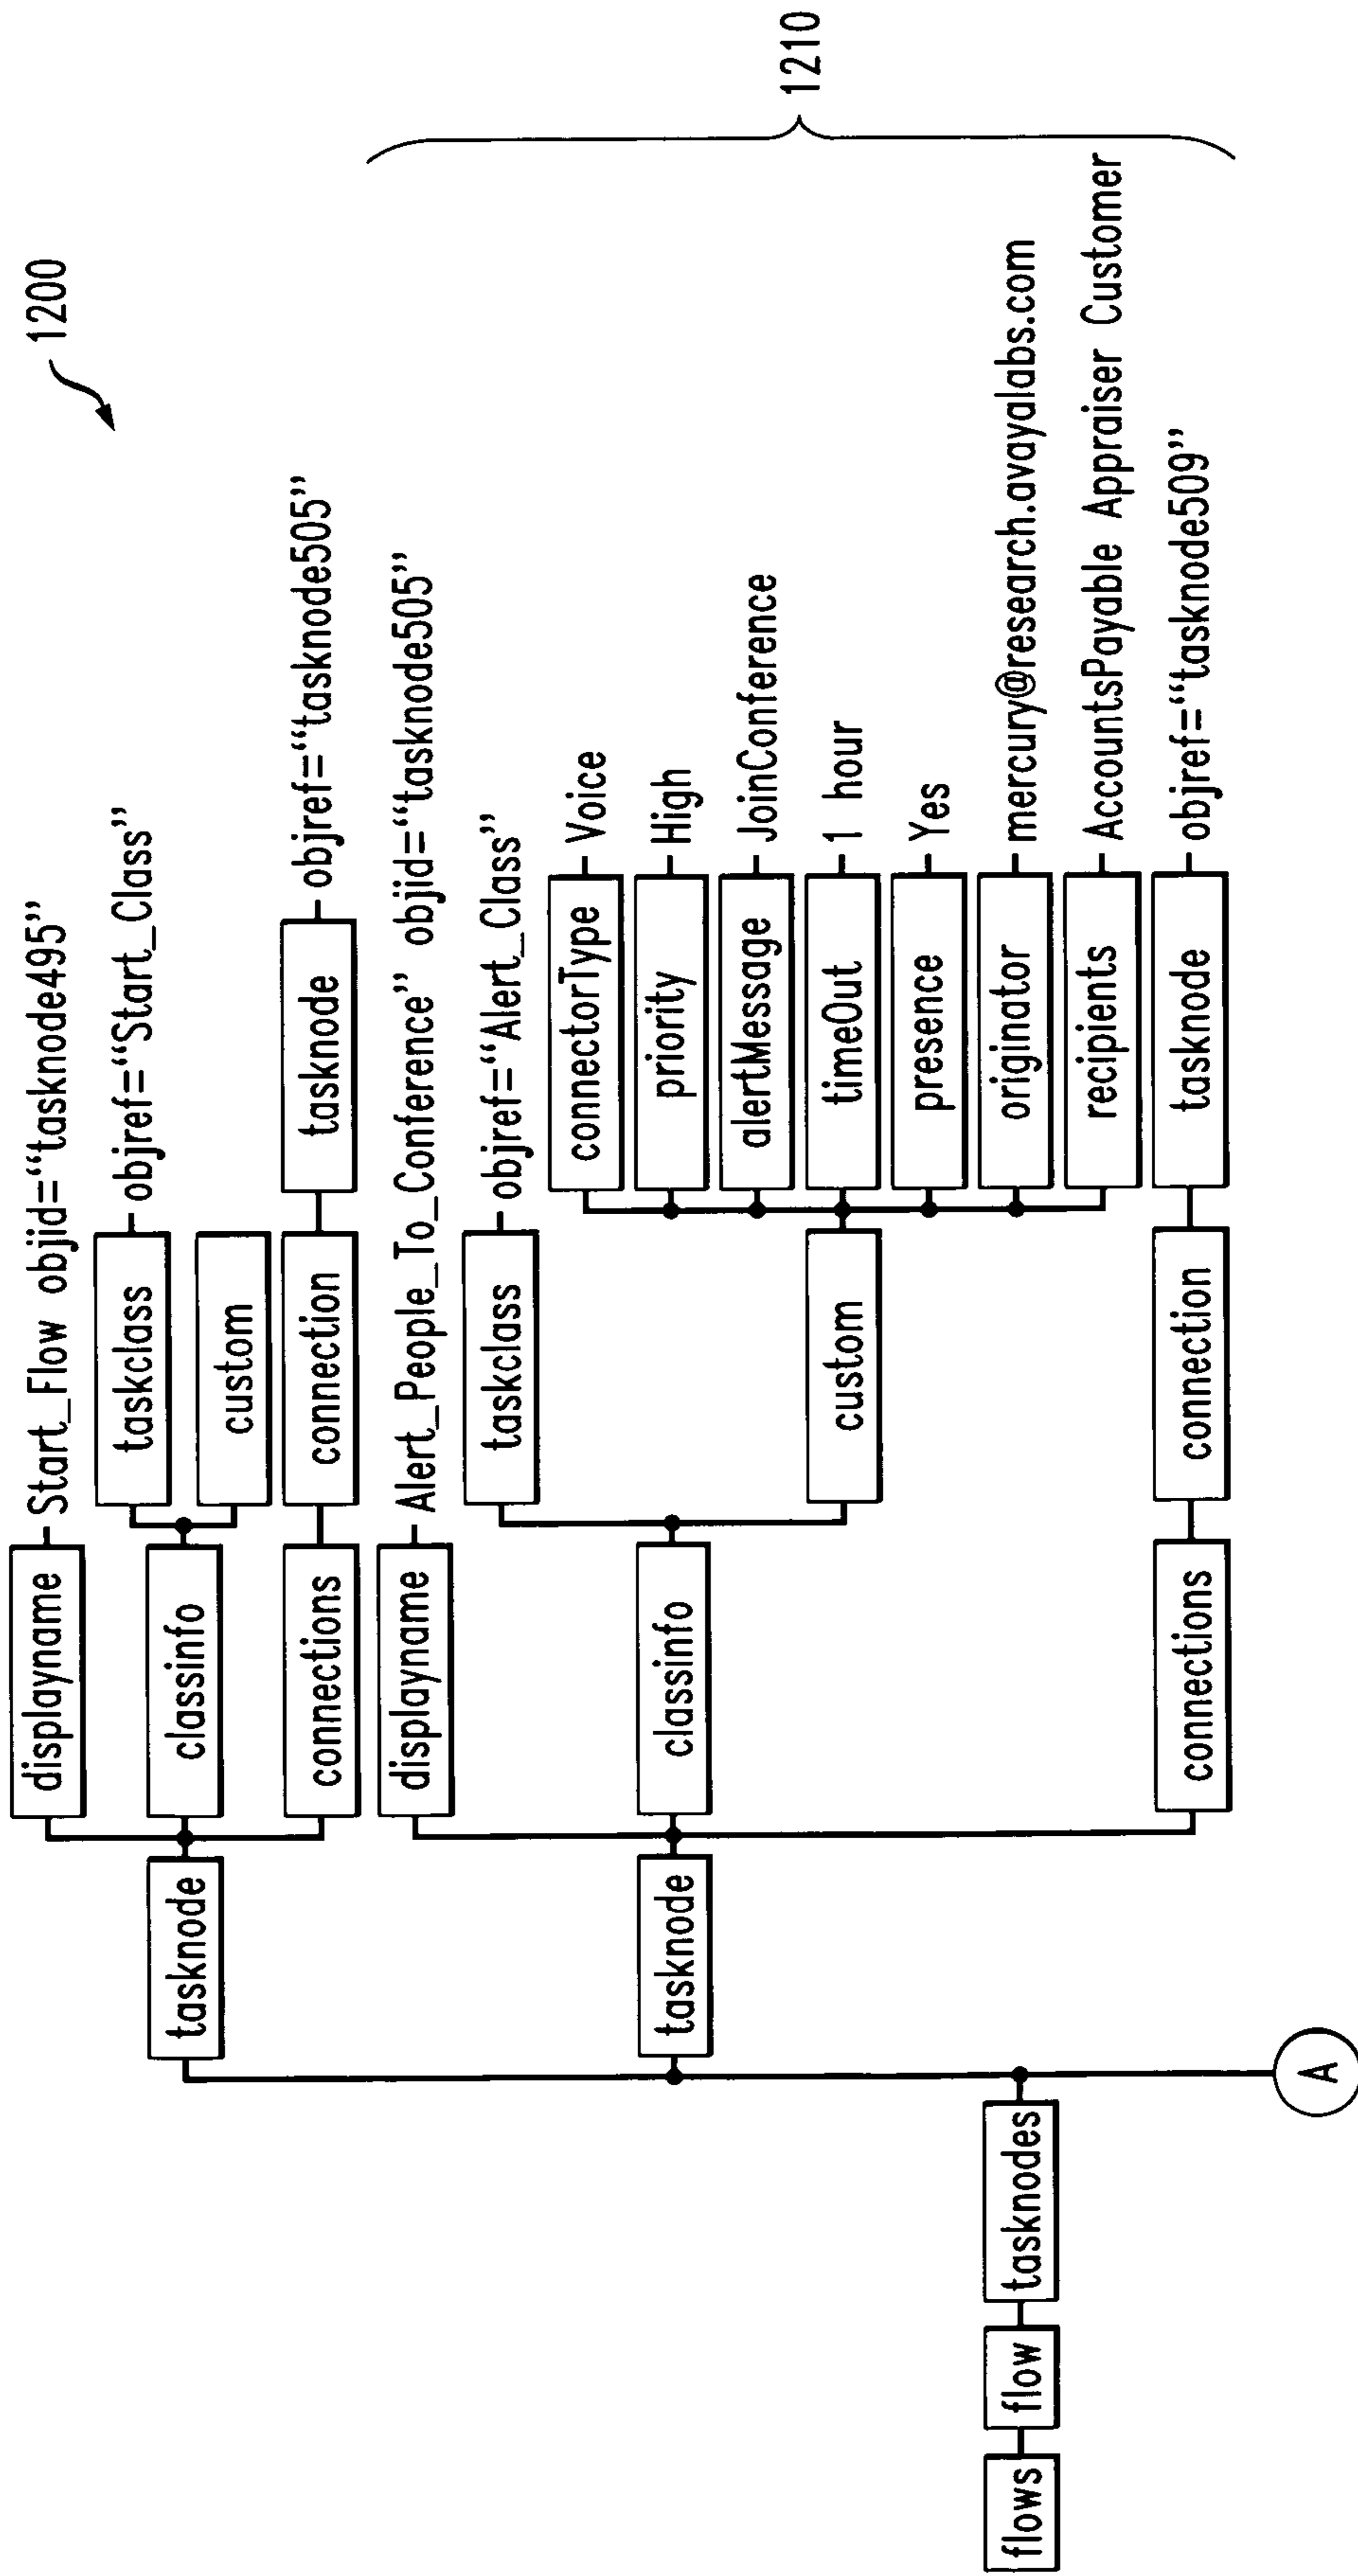 1200
displayname Start_Flow objid=“tasknode495”
taskclass objref=“Start_Class”
tasknode classinfo
custom
connections connection tasknode objref=“tasknode505”
displayname Alert_People_To_Conference” objid=“tasknode505”
taskclass objref=“Alert_Class”
connectorType Voice
tasknode classinfo
priority High
alertMessage JoinConference
custom timeOut 1 hour
presence Yes
flows flow tasknodes
originator mercury@research.avayalabs.com
recipients AccountsPayable Appraiser Customer
connections connection tasknode objref=“tasknode509”
1210
A